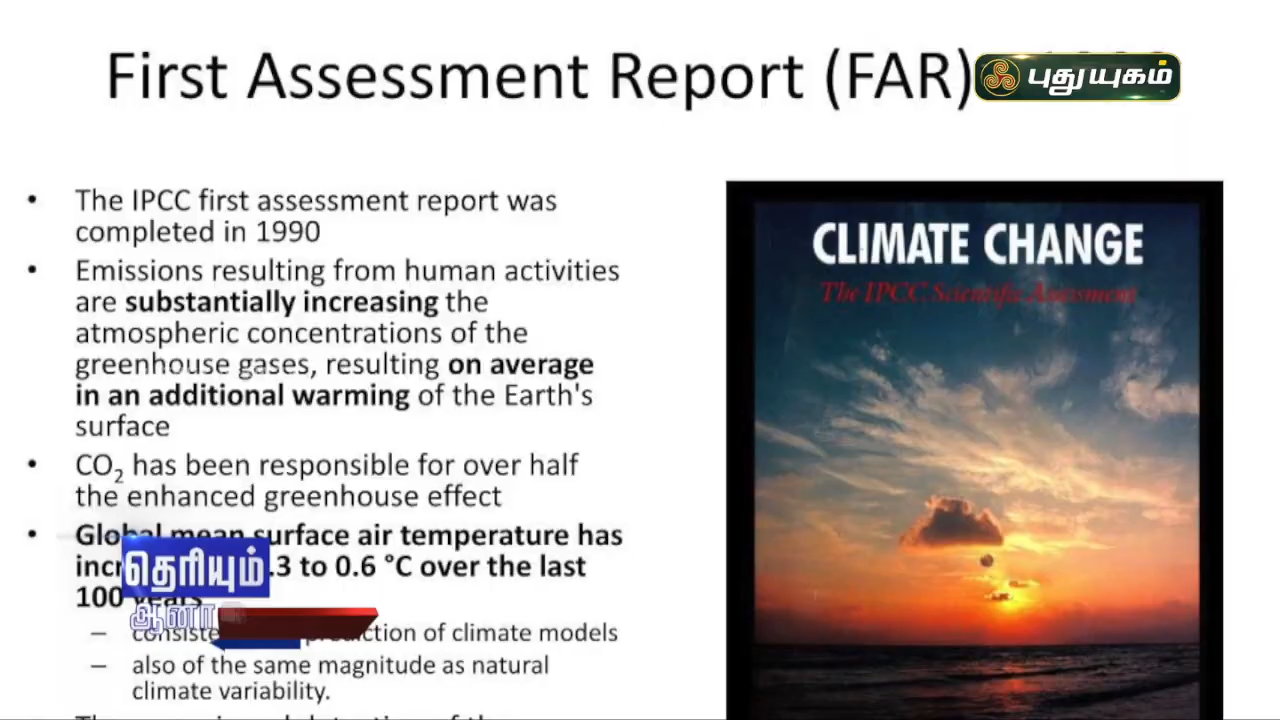 First Assessment Report (FAR)
புதுயுகம்
• The IPCC first assessment report was
completed in 1990
• Emissions resulting from human activities
are substantially increasing the
atmospheric concentrations of the
greenhouse gases, resulting on average
in an additional warming of the Earth's
surface
• CO₂ has been responsible for over half
the enhanced greenhouse effect
• Global mean surface air temperature has
.3 to 0.6 °C over the last
100 years
– of climate models
– also of the same magnitude as natural
climate variability.
CLIMATE CHANGE
The IPCC Scientific Assessment
தெரியும்
ஆனா